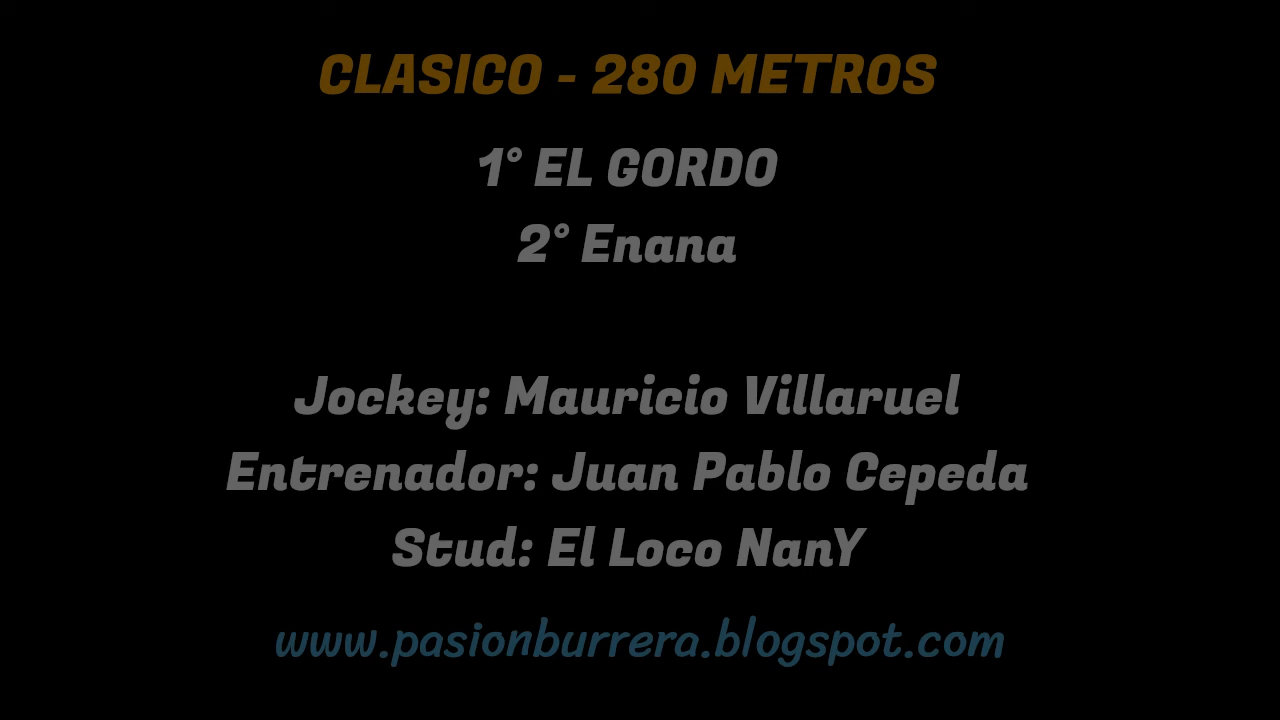 CLASICO - 280 METROS
1° EL GORDO
2° Enana
Jockey: Mauricio Villaruel
Entrenador: Juan Pablo Cepeda
Stud: El Loco NanY
www.pasionburrera.blogspot.com